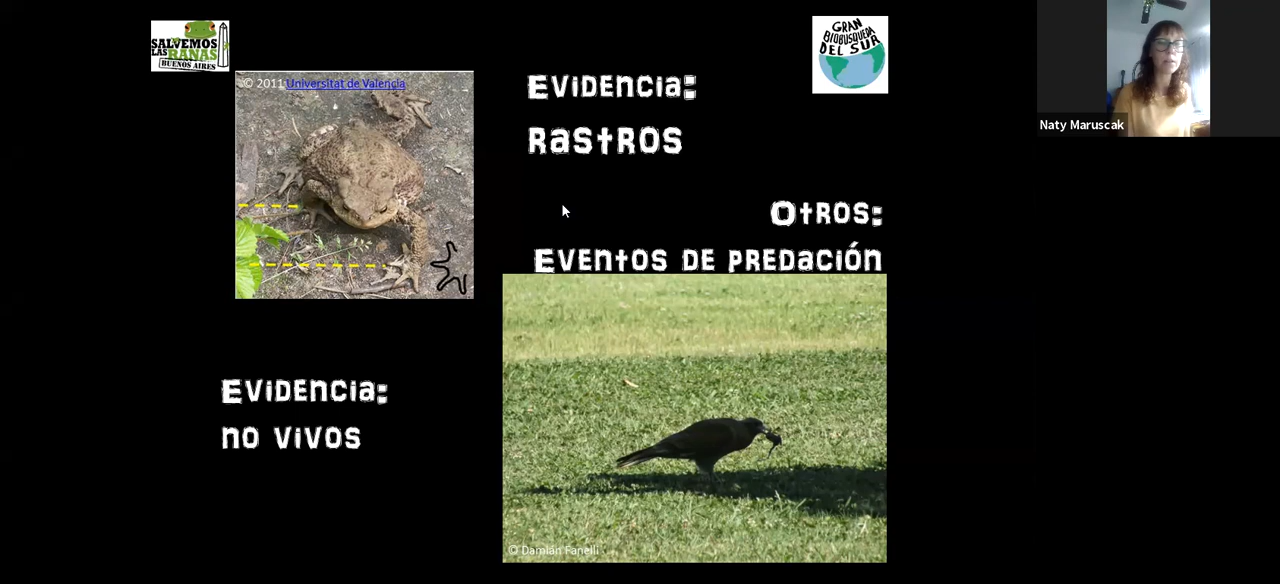 SALVEMOS
LAS RANAS
BUENOS AIRES
© 2011 Universitat de Valencia
Evidencia:
Rastros
GRAN
BIOBUSQUEDA
DEL SUR
Naty Maruscak
Otros:
Eventos de predación
Evidencia:
no vivos
© Damián Fanelli